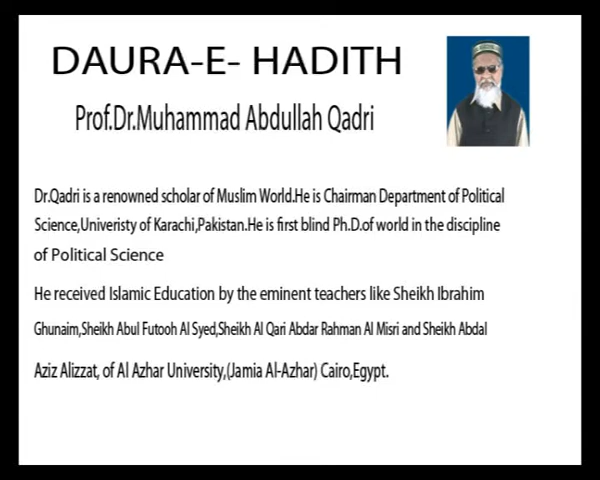 DAURA-E- HADITH
Prof.Dr.Muhammad Abdullah Qadri
Dr.Qadri is a renowned scholar of Muslim World.He is Chairman Department of Political
Science,Univeristy of Karachi,Pakistan.He is first blind Ph.D.of world in the discipline
of Political Science
He received Islamic Education by the eminent teachers like Sheikh Ibrahim
Ghunaim,Sheikh Abul Futooh Al Syed,Sheikh Al Qari Abdar Rahman Al Misri and Sheikh Abdal
Aziz Alizzat, of Al Azhar University,(Jamia Al-Azhar) Cairo,Egypt.